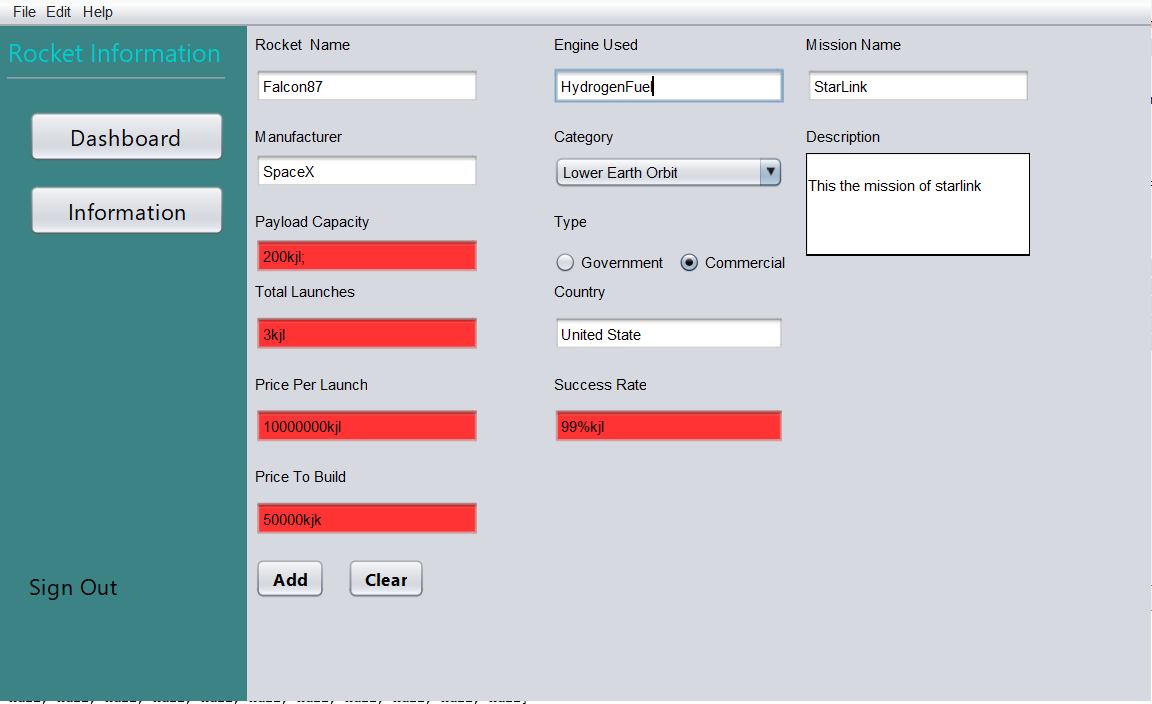 File Edit Help
Rocket Information
Dashboard
Information
Sign Out
Rocket Name
Falcon87
Manufacturer
SpaceX
Payload Capacity
200kjl;
Total Launches
3kjl
Price Per Launch
10000000kjl
Price To Build
50000kjk
Add Clear
Engine Used
HydrogenFuel
Category
Lower Earth Orbit
Type
Government Commercial
Country
United State
Success Rate
99%kjl
Mission Name
StarLink
Description
This the mission of starlink